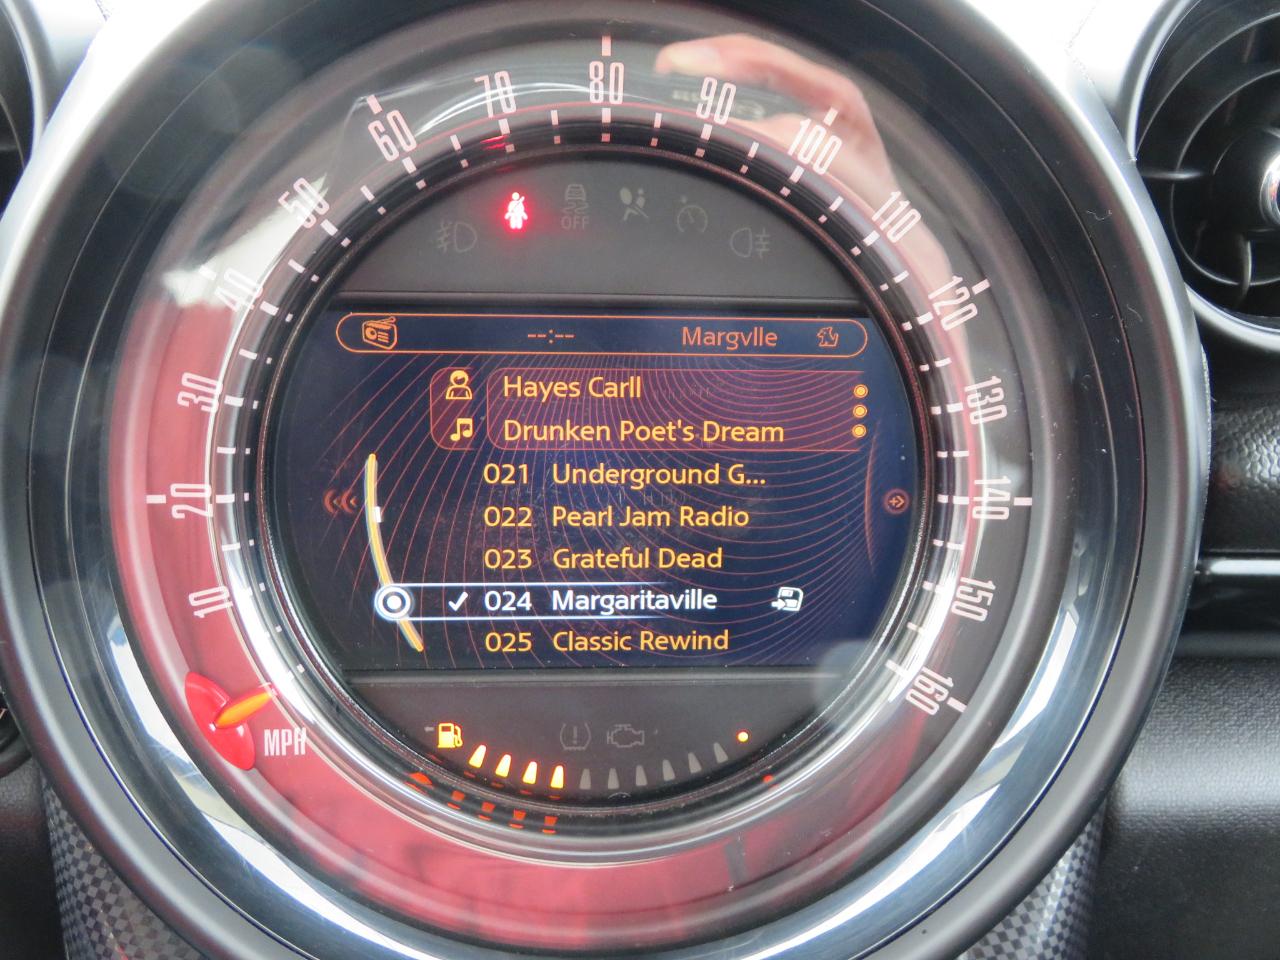 10
20
30
40
50
60
70
80
90
100
110
120
130
140
150
160
MPH
OFF
--:-- Margvlle
Hayes Carll
Drunken Poet's Dream
021 Underground G...
022 Pearl Jam Radio
023 Grateful Dead
024 Margaritaville
025 Classic Rewind